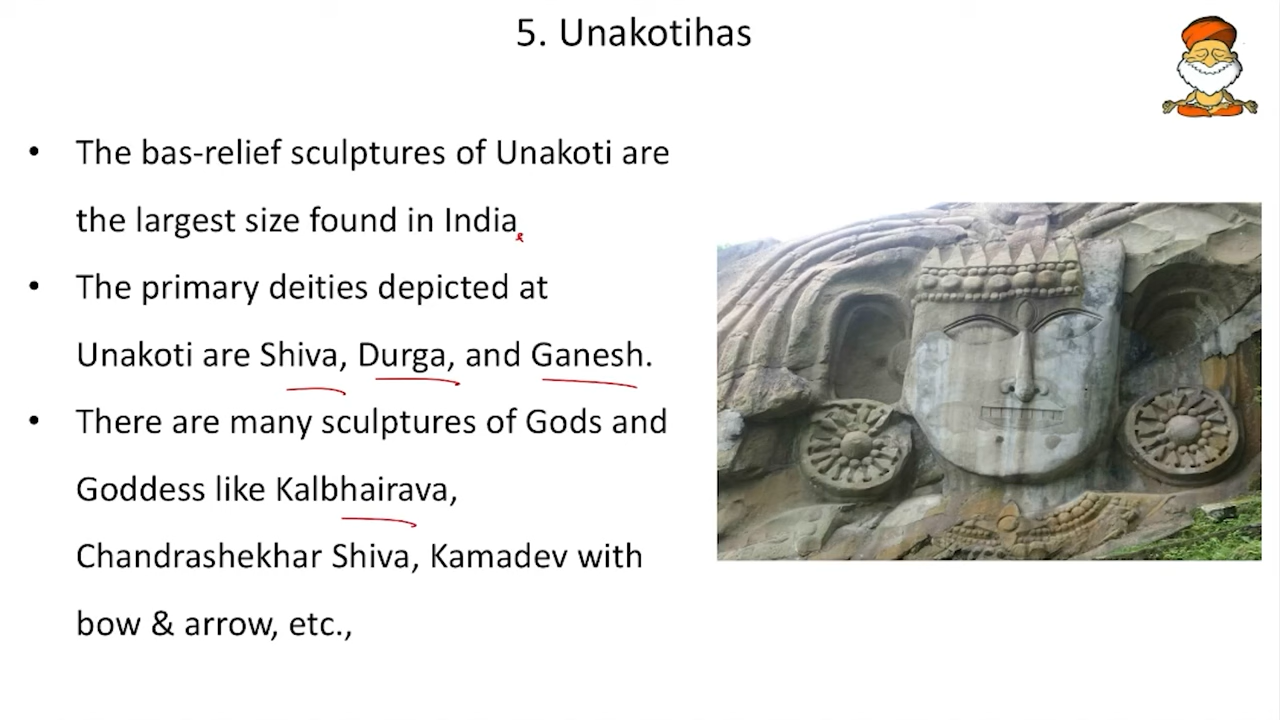 5. Unakotihas
• The bas-relief sculptures of Unakoti are
the largest size found in India.
• The primary deities depicted at
Unakoti are Shiva, Durga, and Ganesh.
• There are many sculptures of Gods and
Goddess like Kalbhairava,
Chandrashekhar Shiva, Kamadev with
bow & arrow, etc.,